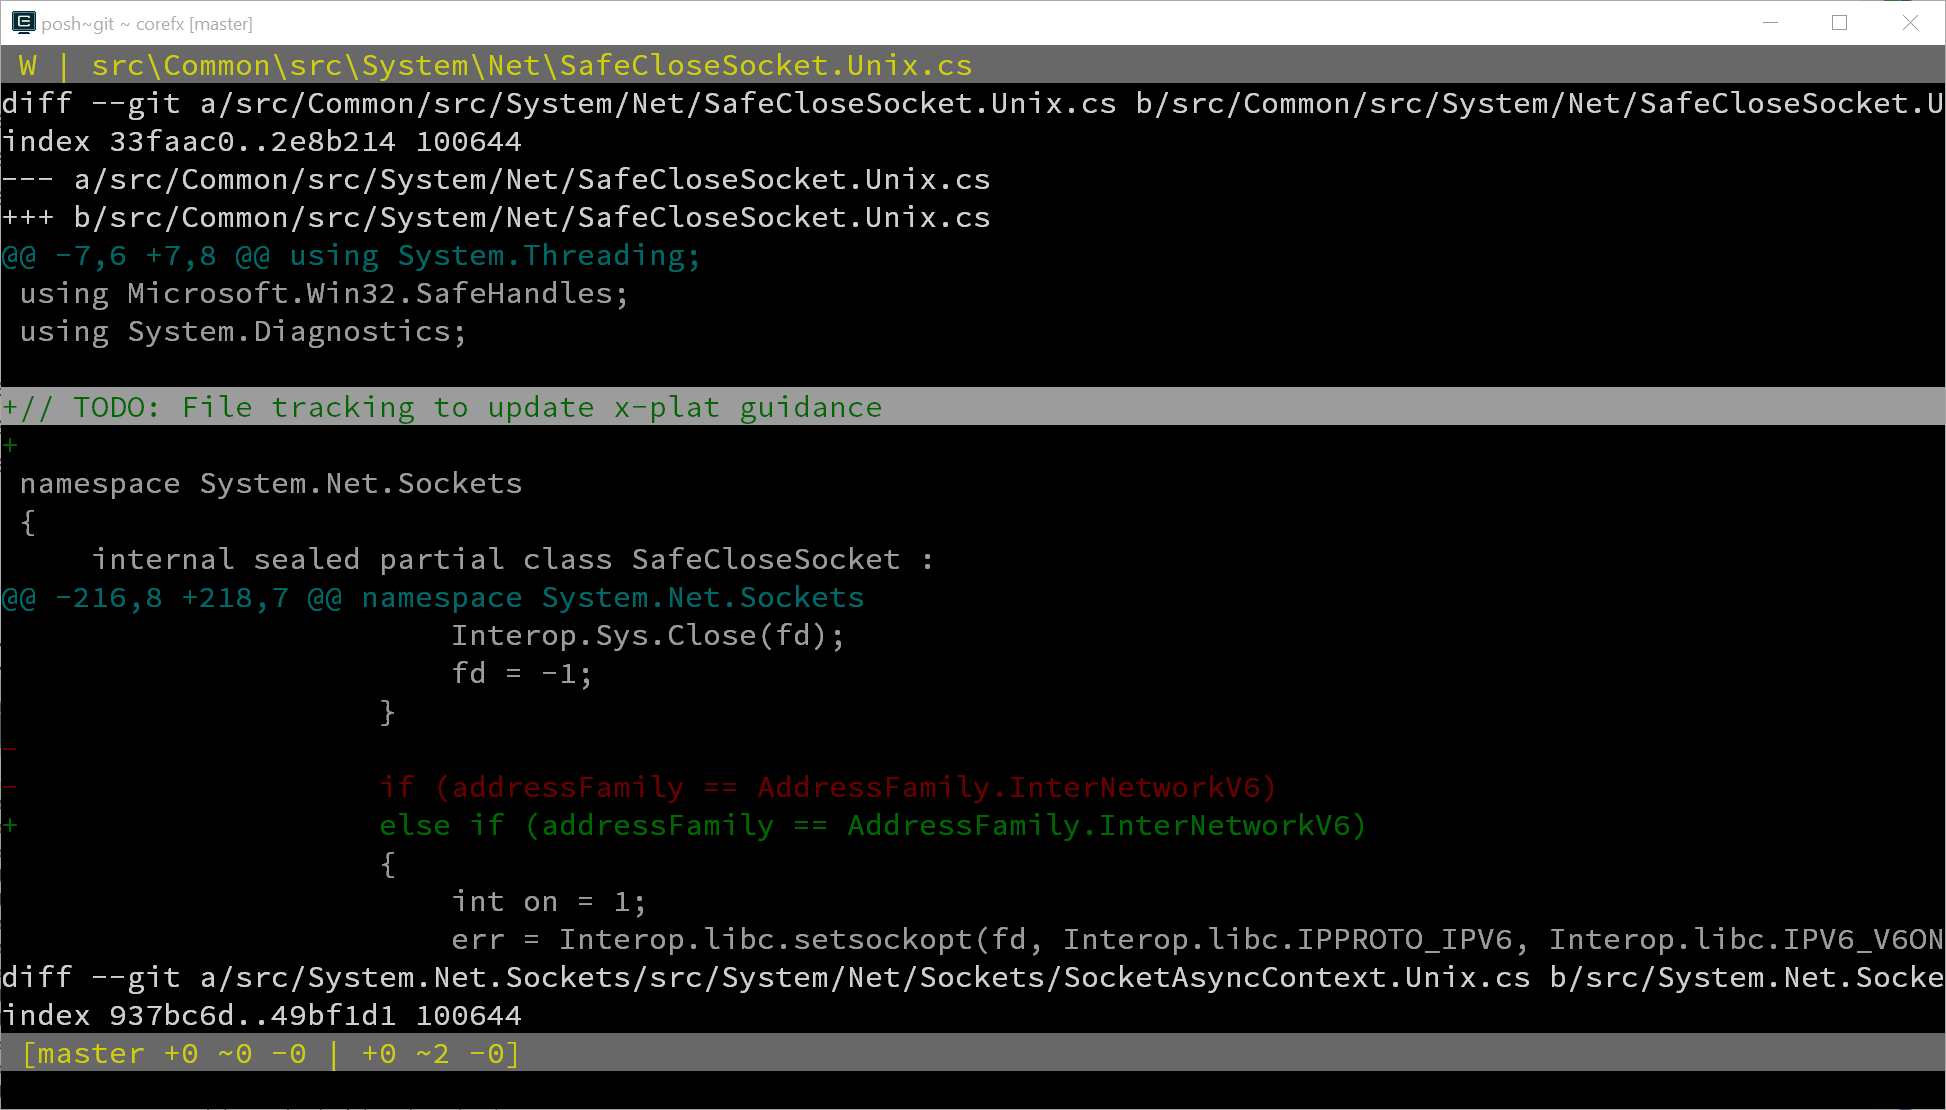 posh~git ~ corefx [master]
W | src\Common\src\System\Net\SafeCloseSocket.Unix.cs
diff --git a/src/Common/src/System/Net/SafeCloseSocket.Unix.cs b/src/Common/src/System/Net/SafeCloseSocket.U
index 33faac0..2e8b214 100644
--- a/src/Common/src/System/Net/SafeCloseSocket.Unix.cs
+++ b/src/Common/src/System/Net/SafeCloseSocket.Unix.cs
@@ -7,6 +7,8 @@ using System.Threading;
 using Microsoft.Win32.SafeHandles;
 using System.Diagnostics;
+// TODO: File tracking to update x-plat guidance
+
 namespace System.Net.Sockets
 {
     internal sealed partial class SafeCloseSocket :
@@ -216,8 +218,7 @@ namespace System.Net.Sockets
                         Interop.Sys.Close(fd);
                         fd = -1;
                     }
-
-                    if (addressFamily == AddressFamily.InterNetworkV6)
+                    else if (addressFamily == AddressFamily.InterNetworkV6)
                     {
                         int on = 1;
                         err = Interop.libc.setsockopt(fd, Interop.libc.IPPROTO_IPV6, Interop.libc.IPV6_V6ON
diff --git a/src/System.Net.Sockets/src/System/Net/Sockets/SocketAsyncContext.Unix.cs b/src/System.Net.Socke
index 937bc6d..49bf1d1 100644
[master +0 ~0 -0 | +0 ~2 -0]